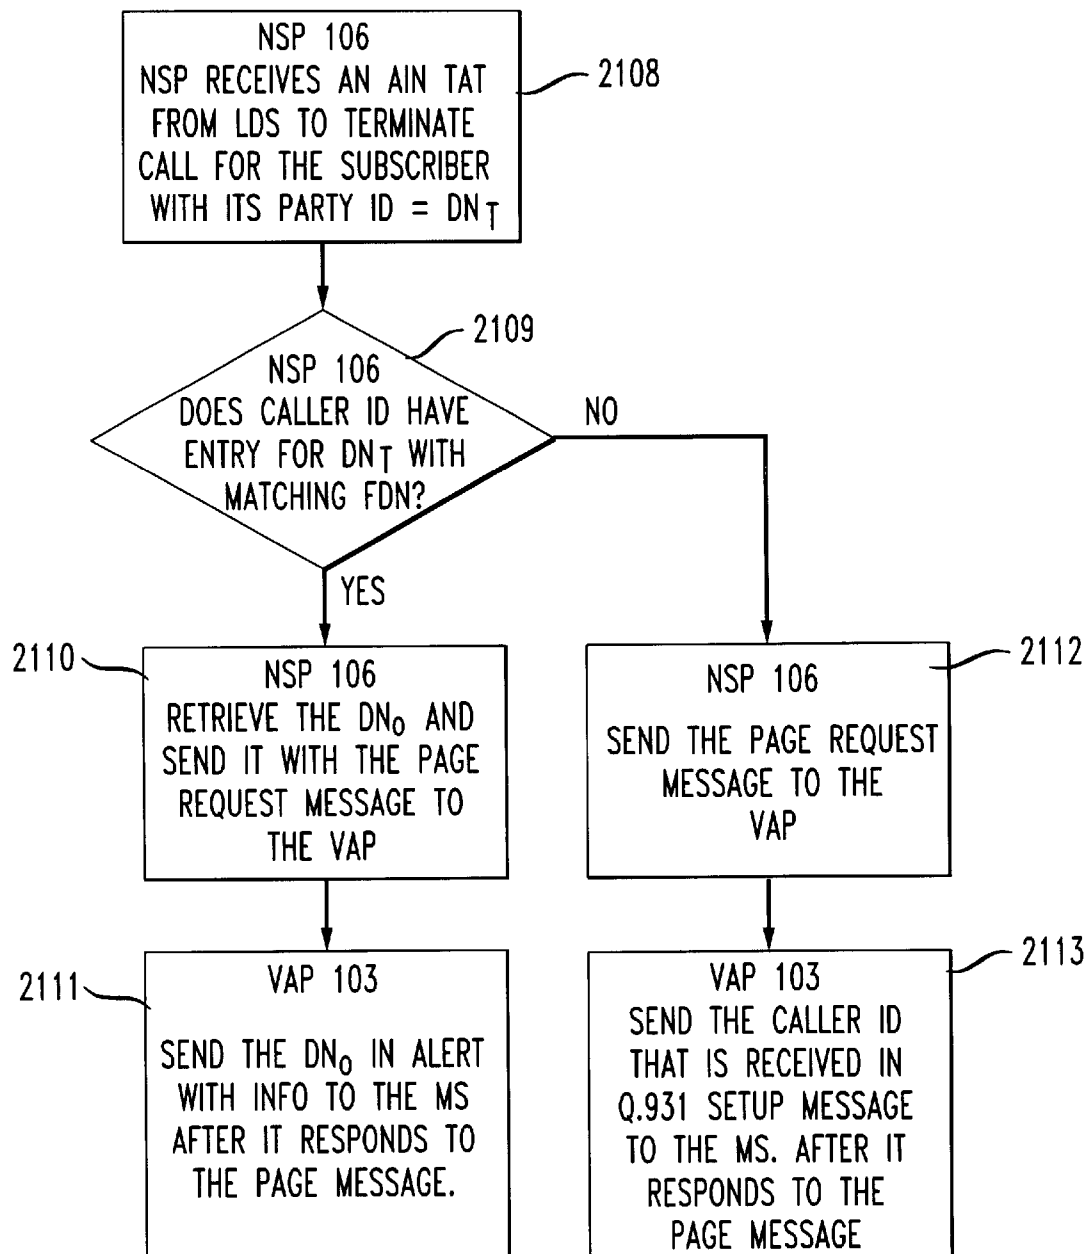 NSP 106
NSP RECEIVES AN AIN TAT
FROM LDS TO TERMINATE
CALL FOR THE SUBSCRIBER
WITH ITS PARTY ID = DNT
2108
NSP 106
DOES CALLER ID HAVE
ENTRY FOR DNT WITH
MATCHING FDN?
2109
NO
YES
2110
NSP 106
RETRIEVE THE DNO AND
SEND IT WITH THE PAGE
REQUEST MESSAGE TO
THE VAP
2112
NSP 106
SEND THE PAGE REQUEST
MESSAGE TO THE
VAP
2111
VAP 103
SEND THE DNO IN ALERT
WITH INFO TO THE MS
AFTER IT RESPONDS TO
THE PAGE MESSAGE.
2113
VAP 103
SEND THE CALLER ID
THAT IS RECEIVED IN
Q.931 SETUP MESSAGE
TO THE MS. AFTER IT
RESPONDS TO THE
PAGE MESSAGE